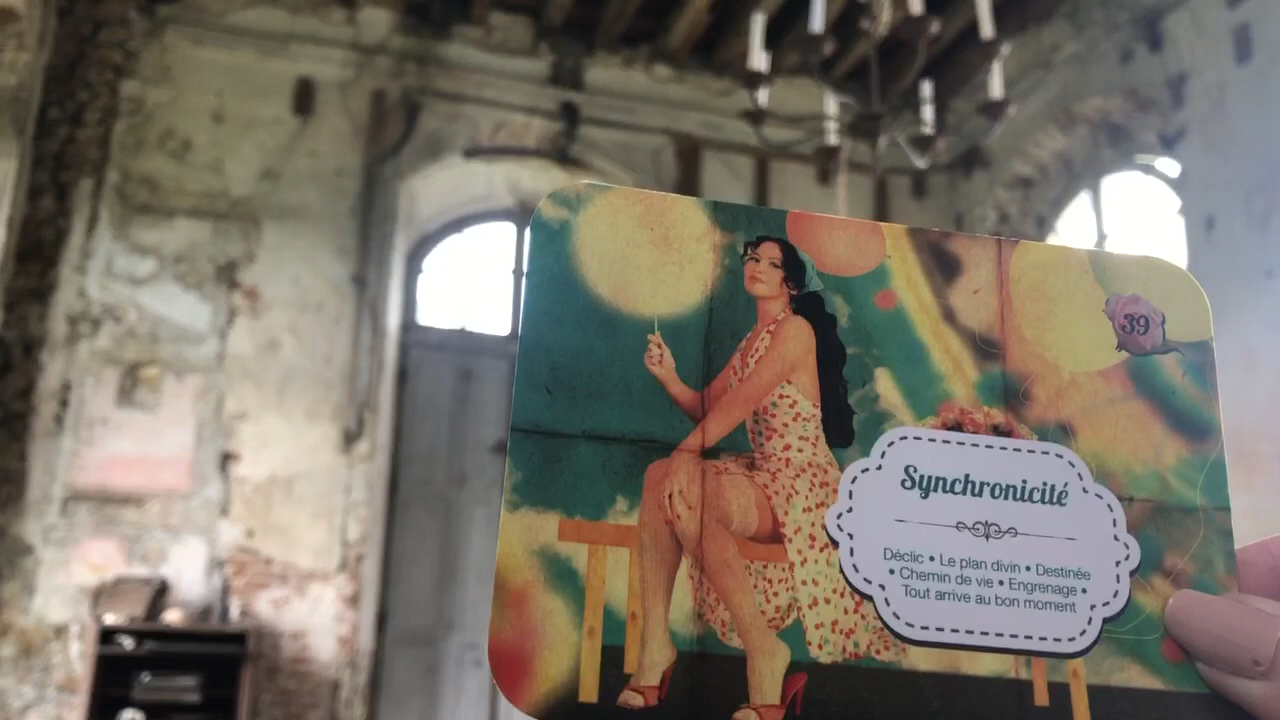 39
Synchronicité
Déclic • Le plan divin • Destinée
• Chemin de vie • Engrenage •
Tout arrive au bon moment